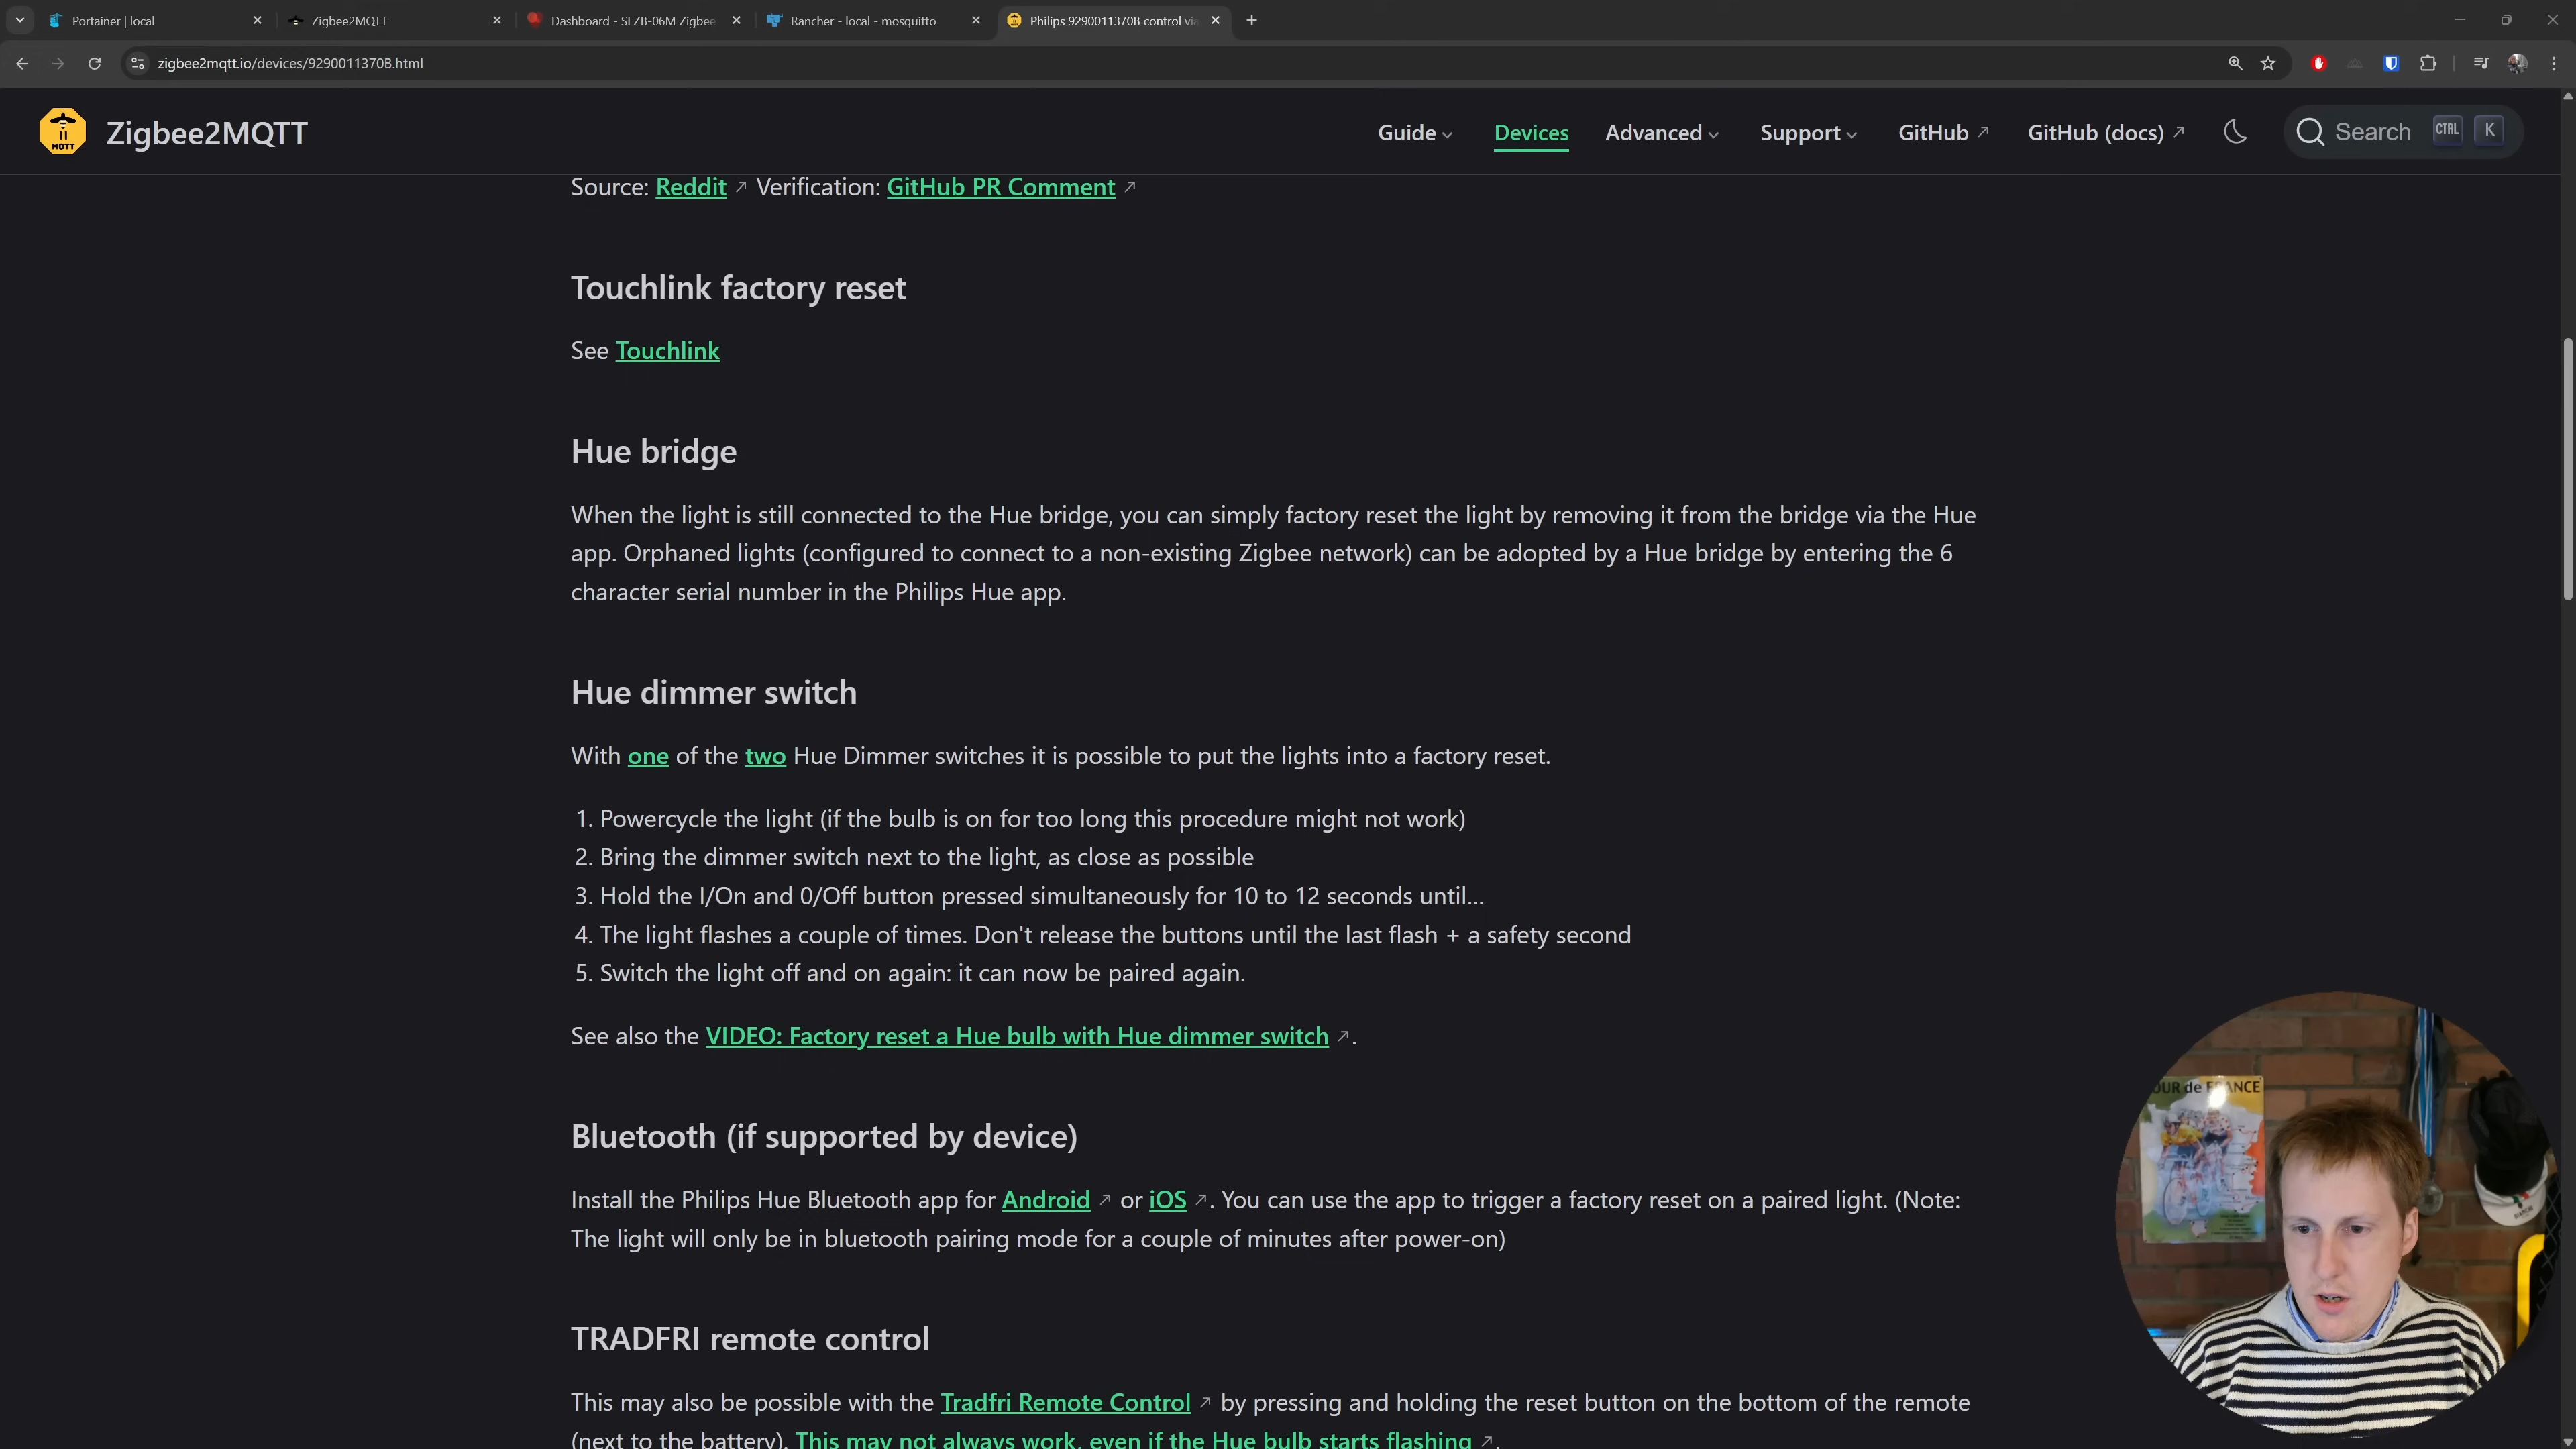 Portainer | local
Zigbee2MQTT
Dashboard - SLZB-06M Zigbee
Rancher - local - mosquitto
Philips 9290011370B control via
zigbee2mqtt.io/devices/9290011370B.html
MQTT
Zigbee2MQTT
Guide
Devices
Advanced
Support
GitHub
GitHub (docs)
Search
CTRL
K
Source: Reddit Verification: GitHub PR Comment
Touchlink factory reset
See Touchlink
Hue bridge
When the light is still connected to the Hue bridge, you can simply factory reset the light by removing it from the bridge via the Hue
app. Orphaned lights (configured to connect to a non-existing Zigbee network) can be adopted by a Hue bridge by entering the 6
character serial number in the Philips Hue app.
Hue dimmer switch
With one of the two Hue Dimmer switches it is possible to put the lights into a factory reset.
1. Powercycle the light (if the bulb is on for too long this procedure might not work)
2. Bring the dimmer switch next to the light, as close as possible
3. Hold the I/On and 0/Off button pressed simultaneously for 10 to 12 seconds until...
4. The light flashes a couple of times. Don't release the buttons until the last flash + a safety second
5. Switch the light off and on again: it can now be paired again.
See also the VIDEO: Factory reset a Hue bulb with Hue dimmer switch .
Bluetooth (if supported by device)
Install the Philips Hue Bluetooth app for Android or iOS . You can use the app to trigger a factory reset on a paired light. (Note:
The light will only be in bluetooth pairing mode for a couple of minutes after power-on)
TRADFRI remote control
This may also be possible with the Tradfri Remote Control by pressing and holding the reset button on the bottom of the remote
(next to the battery). This may not always work, even if the Hue bulb starts flashing .
OUR de FRANCE